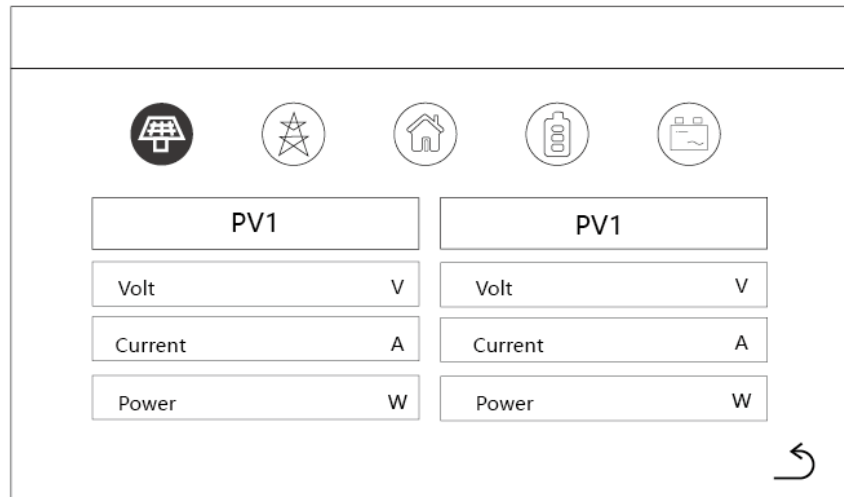 PV1 PV1
Volt V Volt V
Current A Current A
Power W Power W